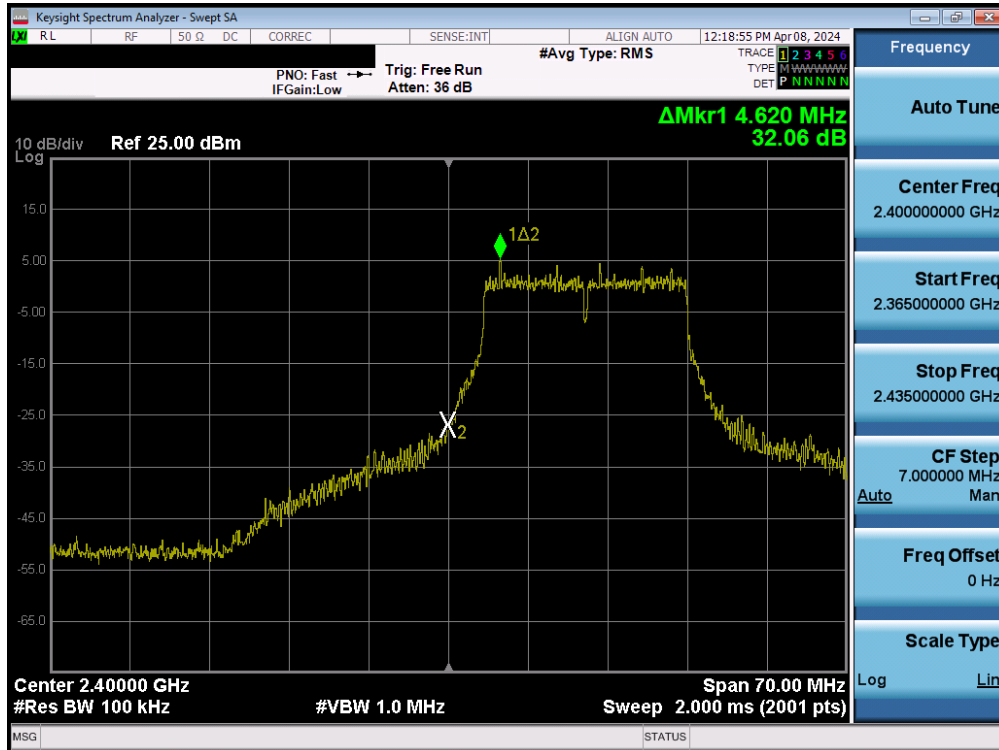 Keysight Spectrum Analyzer - Swept SA
LXI RL RF 50 Ω DC CORREC SENSE:INT ALIGN AUTO 12:18:55 PM Apr 08, 2024
Frequency
#Avg Type: RMS
TRACE 1 2 3 4 5 6
TYPE M W W W W W
DET P N N N N N
PNO: Fast
IFGain:Low
Trig: Free Run
Atten: 36 dB
ΔMkr1 4.620 MHz
32.06 dB
10 dB/div Ref 25.00 dBm
Log
15.0
5.00
-5.00
-15.0
-25.0
-35.0
-45.0
-55.0
-65.0
1Δ2
2
Center 2.40000 GHz Span 70.00 MHz
#Res BW 100 kHz #VBW 1.0 MHz Sweep 2.000 ms (2001 pts)
Auto Tune
Center Freq
2.400000000 GHz
Start Freq
2.365000000 GHz
Stop Freq
2.435000000 GHz
CF Step
7.000000 MHz
Auto Man
Freq Offset
0 Hz
Scale Type
Log Lin
MSG STATUS